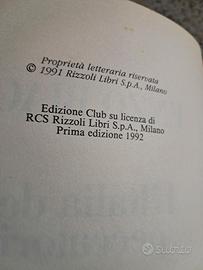 Proprietà letteraria riservata
© 1991 Rizzoli Libri S.p.A., Milano
Edizione Club su licenza di
RCS Rizzoli Libri S.p.A., Milano
Prima edizione 1992
subito